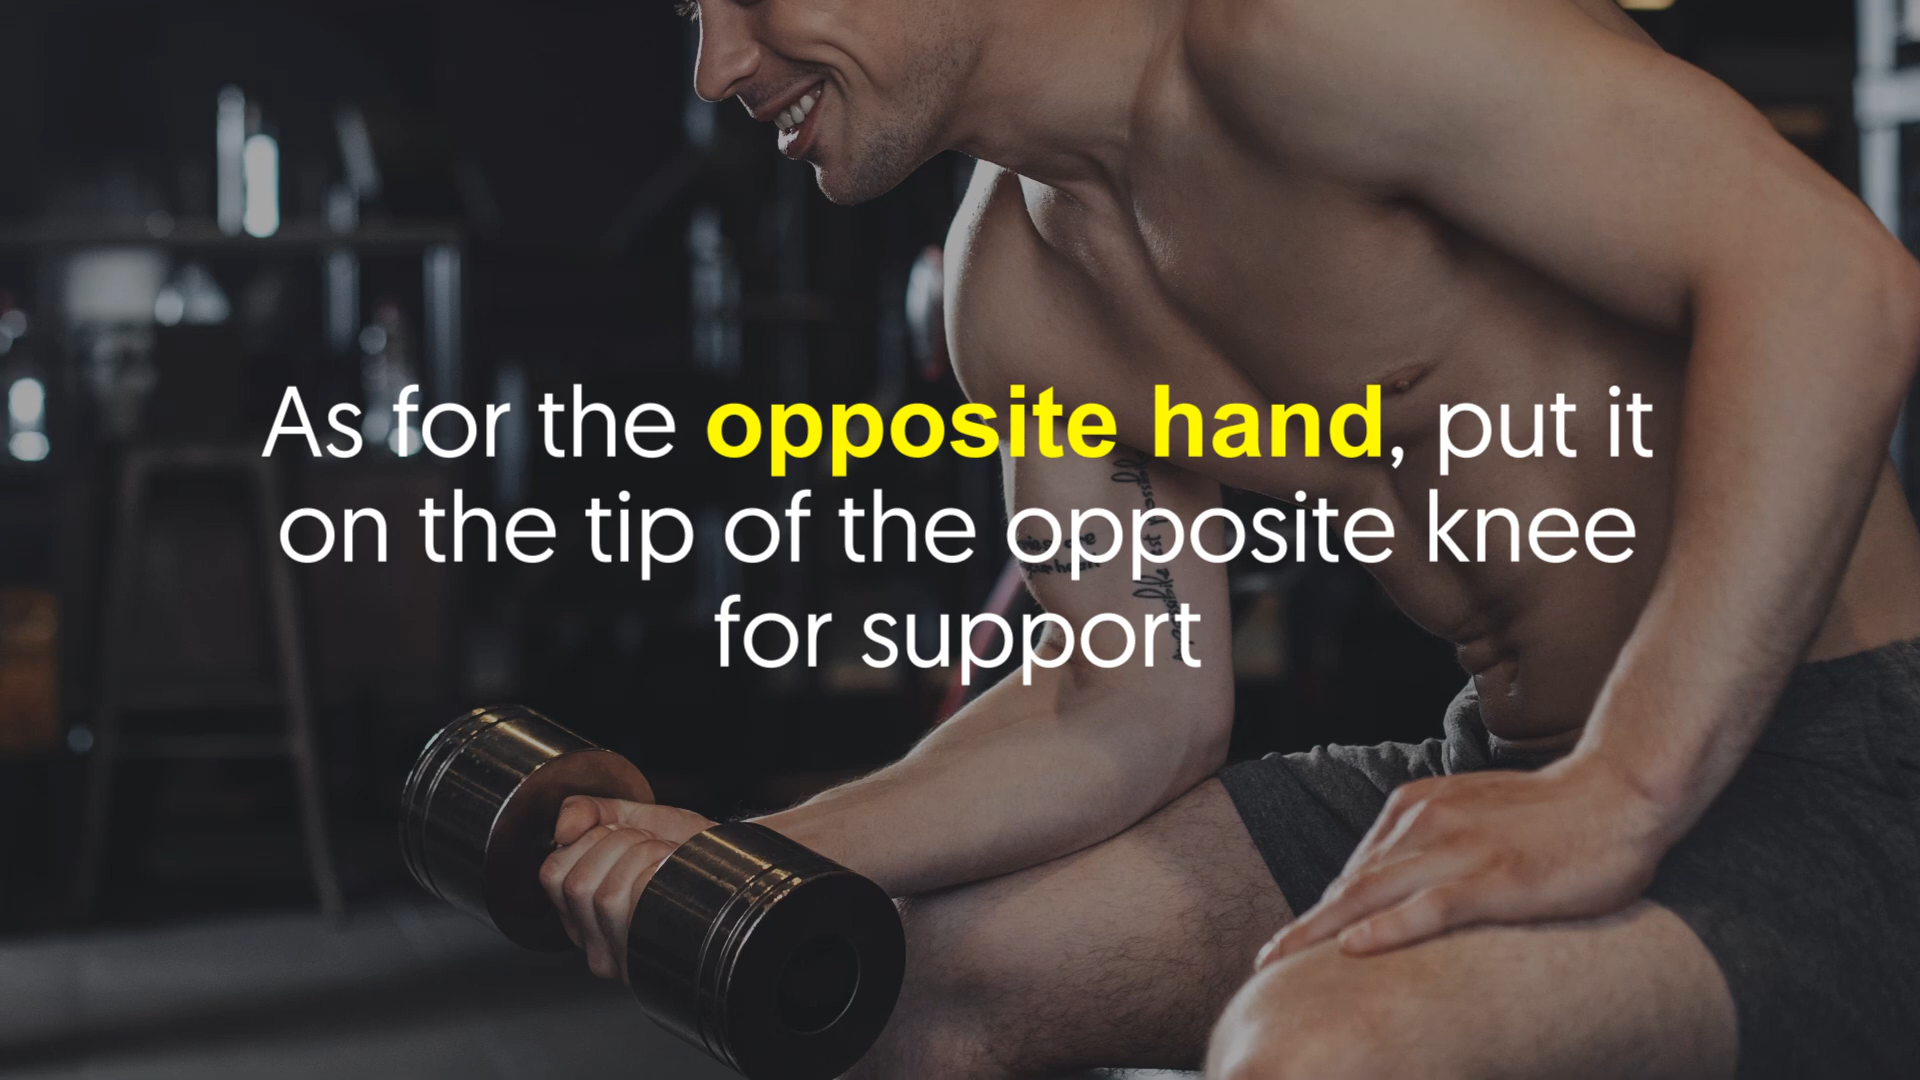 As for the opposite hand, put it
on the tip of the opposite knee
for support